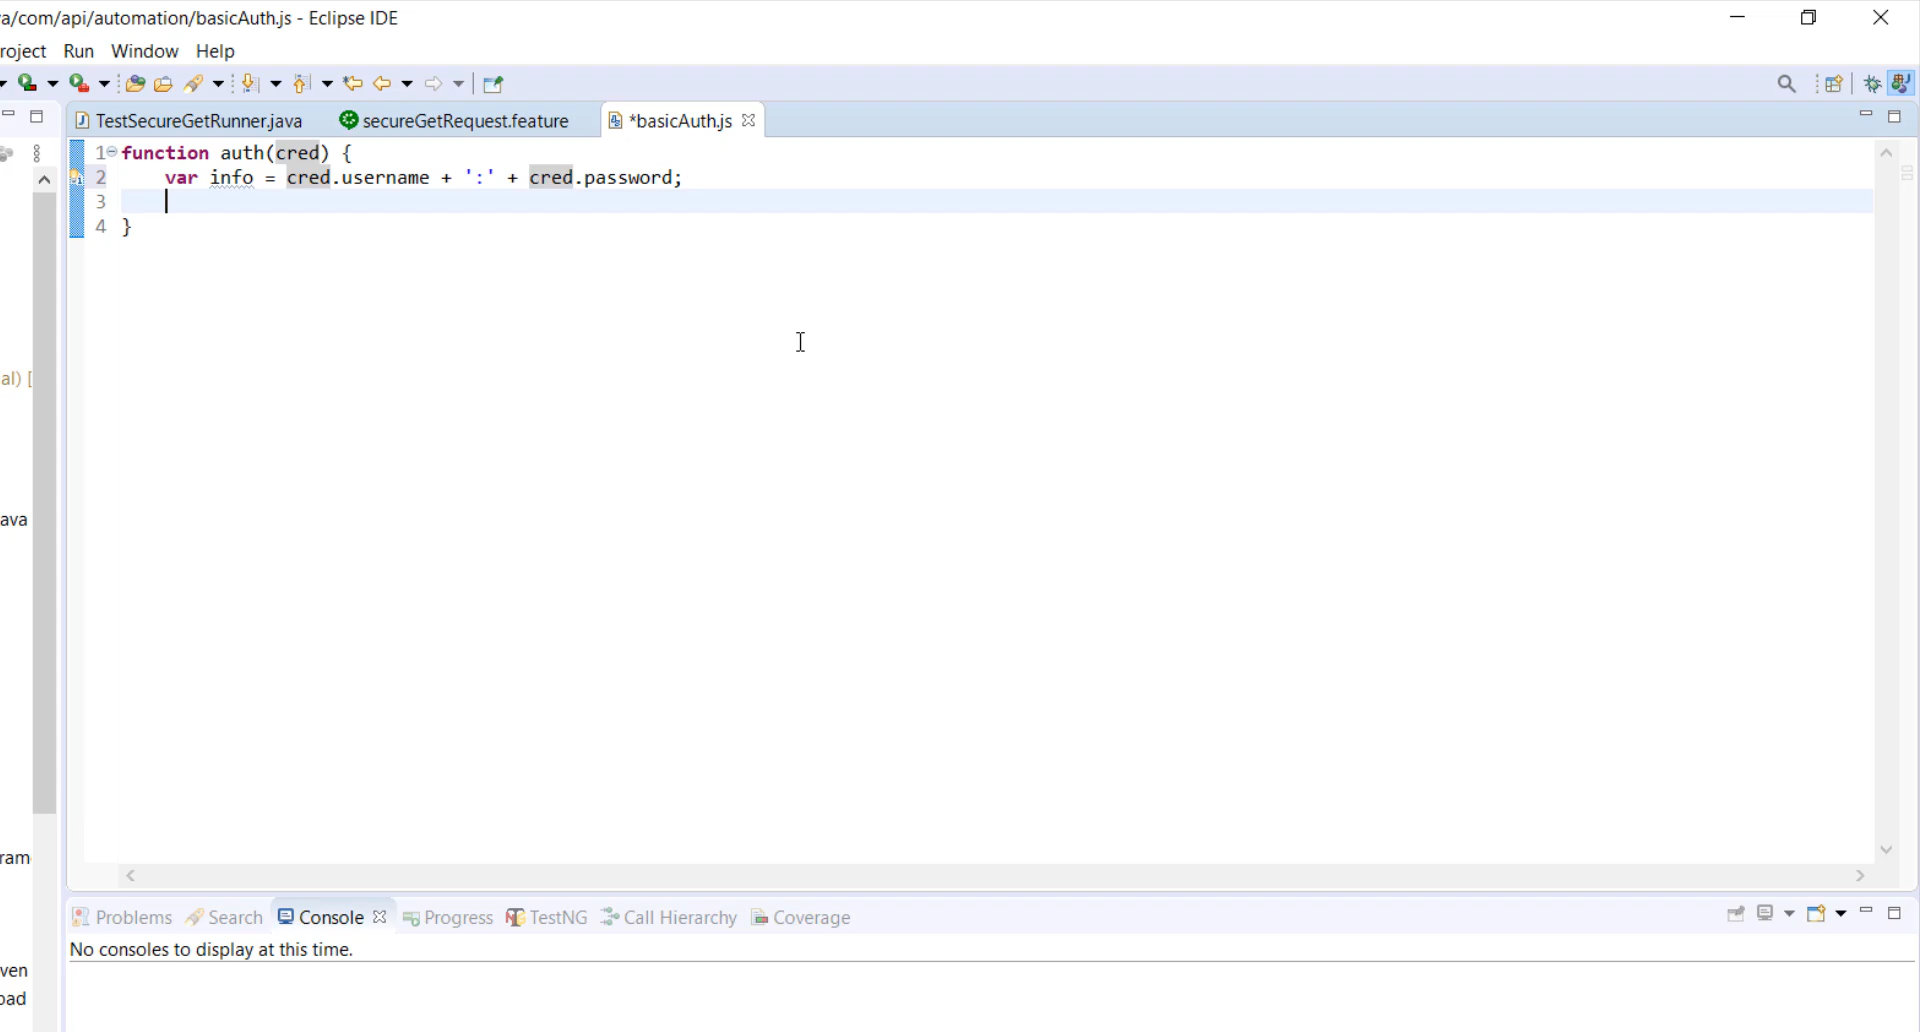 a/com/api/automation/basicAuth.js - Eclipse IDE
roject Run Window Help
TestSecureGetRunner.java secureGetRequest.feature *basicAuth.js
1 function auth(cred) {
2 var info = cred.username + ':' + cred.password;
3
4 }
al) [
ava
ram
ven
oad
Problems Search Console Progress TestNG Call Hierarchy Coverage
No consoles to display at this time.